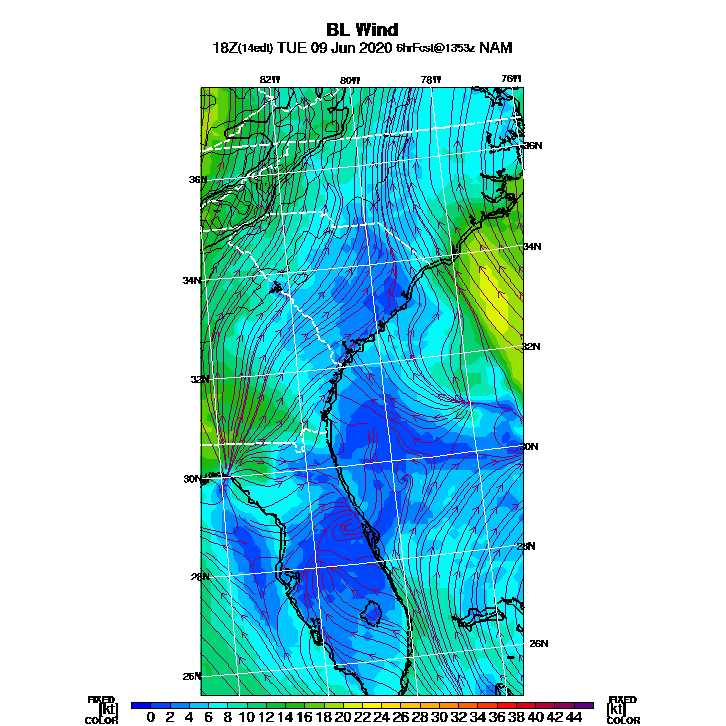 BL Wind
18Z(14edt) TUE 09 Jun 2020 6hrFcst@1353z NAM
82W 80W 78W 76W
36N
36N
34N
34N
32N
32N
30N
30N
28N
28N
26N
26N
FIXED FIXED
[kt] 0 2 4 6 8 10 12 14 16 18 20 22 24 26 28 30 32 34 36 38 40 42 44 [kt]
COLOR COLOR